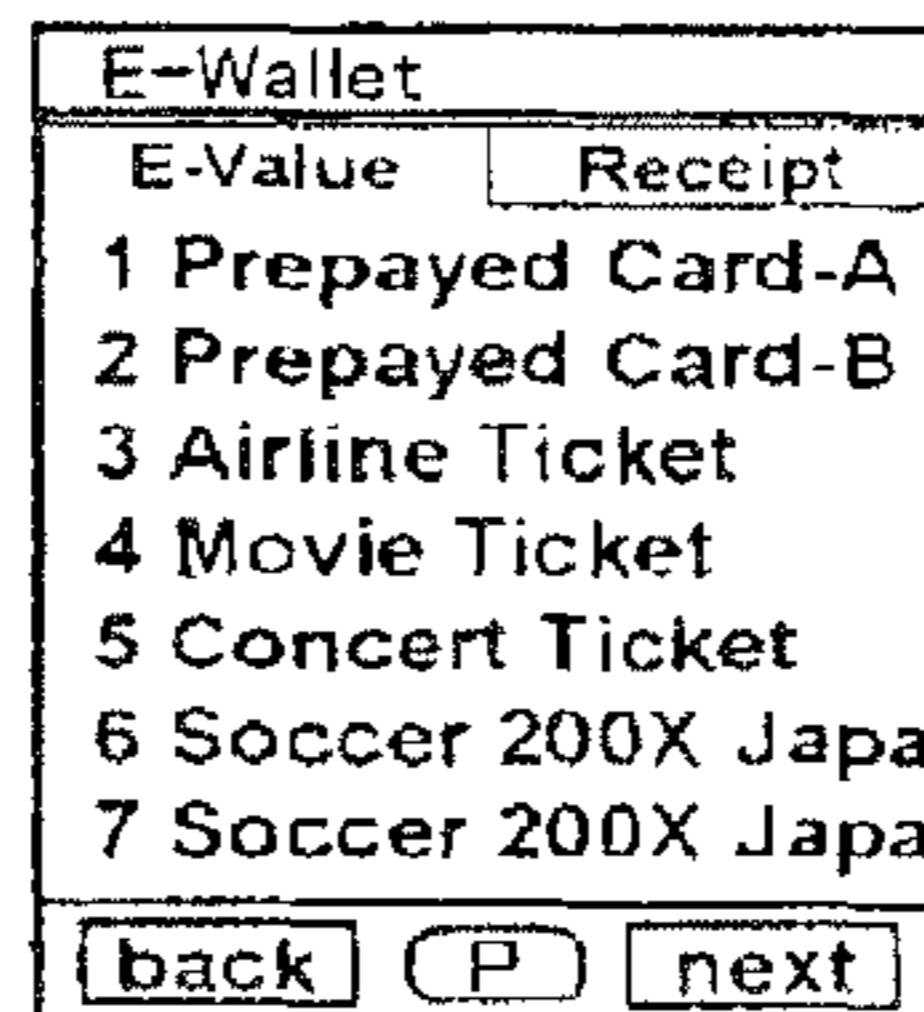 E-Wallet
E-Value Receipt
1 Prepayed Card-A
2 Prepayed Card-B
3 Airline Ticket
4 Movie Ticket
5 Concert Ticket
6 Soccer 200X Japa
7 Soccer 200X Japa
back P next